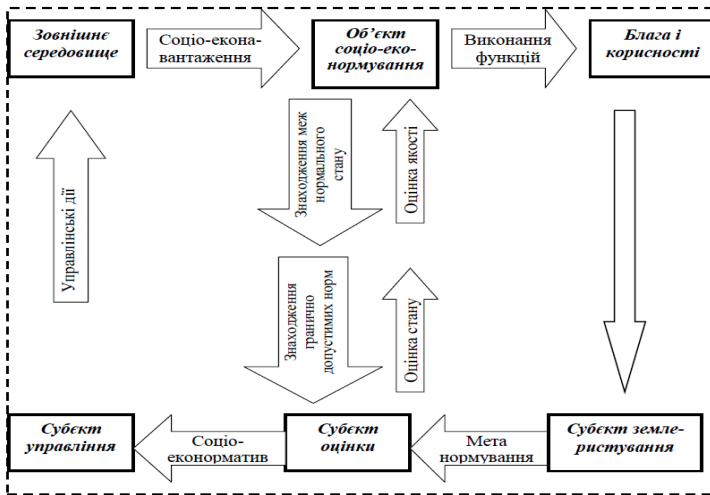 Зовнішнє
середовище
Соціо-екона-
вантаження
Об’єкт
соціо-еко-
нормування
Виконання
функцій
Блага і
корисності
Управлінські дії
Знаходження меж
нормального
стану
Оцінка якості
Знаходження
гранично
допустимих норм
Оцінка стану
Субєкт
управління
Соціо-
еконорматив
Субєкт
оцінки
Мета
нормування
Субєкт земле-
ристування